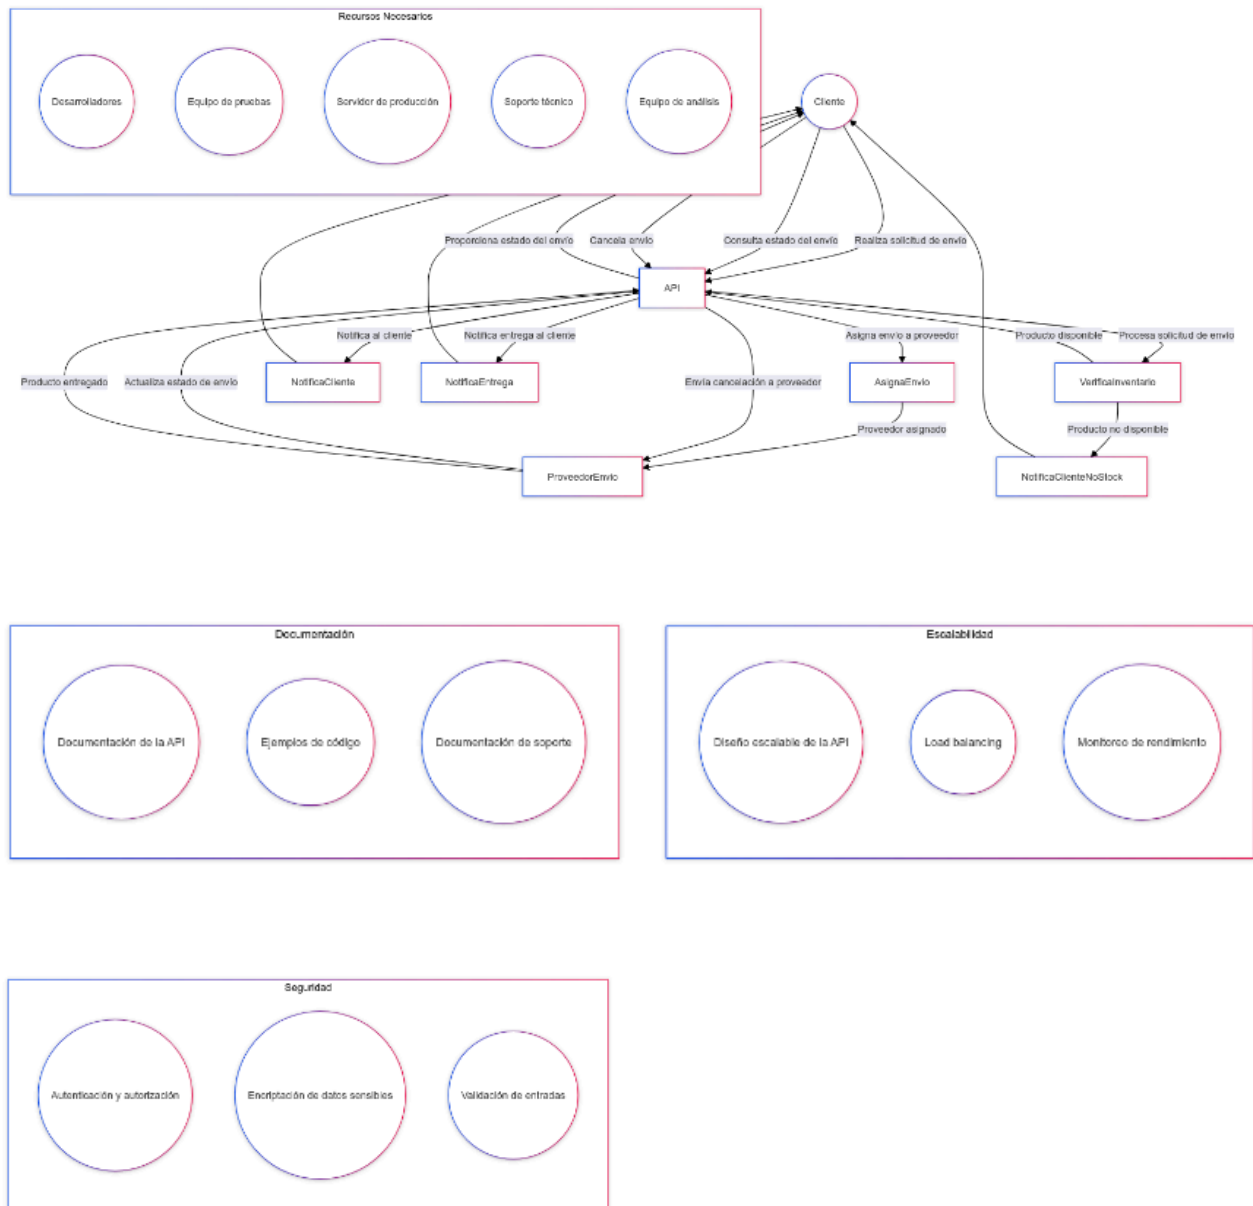 Recursos Necesarios
Desarrolladores
Equipo de pruebas
Servidor de producción
Soporte técnico
Equipo de análisis
Cliente
Proporciona estado del envío
Cancela envío
Consulta estado del envío
Realiza solicitud de envío
API
Notifica al cliente
Notifica entrega al cliente
Asigna envío a proveedor
Producto disponible
Procesa solicitud de envío
Producto entregado
Actualiza estado de envío
NotificaCliente
NotificaEntrega
Envía cancelación a proveedor
AsignaEnvio
VerificaInventario
Proveedor asignado
Producto no disponible
ProveedorEnvio
NotificaClienteNoStock
Documentación
Documentación de la API
Ejemplos de código
Documentación de soporte
Escalabilidad
Diseño escalable de la API
Load balancing
Monitoreo de rendimiento
Seguridad
Autenticación y autorización
Encriptación de datos sensibles
Validación de entradas